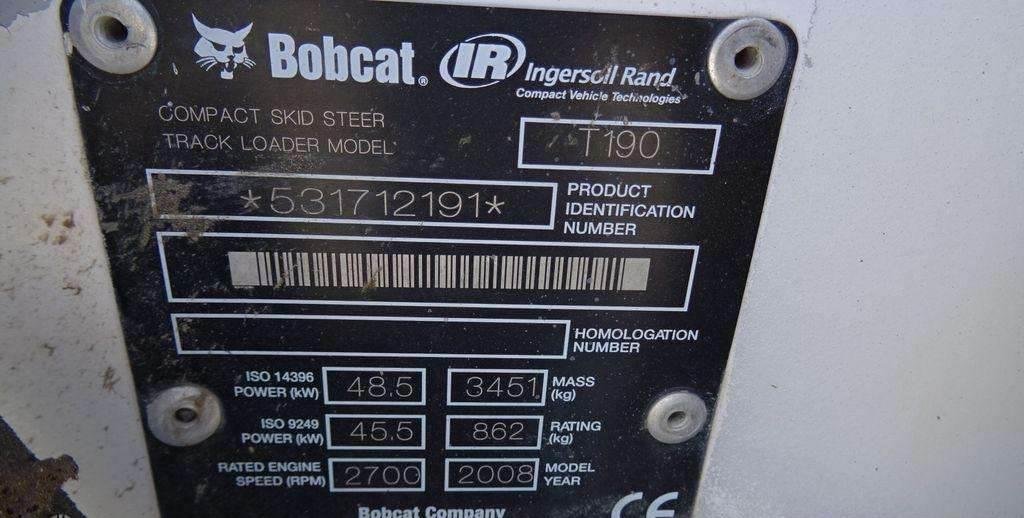 Bobcat® IR Ingersoll Rand
Compact Vehicle Technologies
COMPACT SKID STEER
TRACK LOADER MODEL
T190
*531712191*
PRODUCT
IDENTIFICATION
NUMBER
HOMOLOGATION
NUMBER
ISO 14396
POWER (kW)
48.5
3451
MASS
(kg)
ISO 9249
POWER (kW)
45.5
862
RATING
(kg)
RATED ENGINE
SPEED (RPM)
2700
2008
MODEL
YEAR
Bobcat Company
CE